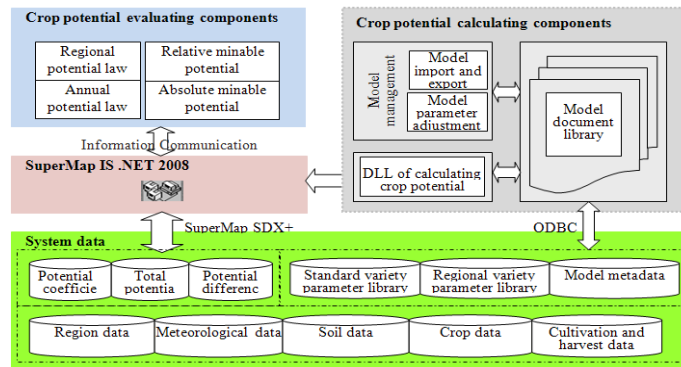 Crop potential evaluating components
Regional
potential law
Relative minable
potential
Annual
potential law
Absolute minable
potential
Information Communication
SuperMap IS .NET 2008
SuperMap SDX+
Crop potential calculating components
Model
management
Model import and
export
Model parameter
adjustment
Model
document
library
DLL of calculating
crop potential
ODBC
System data
Potential
coefficie
Total
potentia
Potential
differenc
Standard variety
parameter library
Regional variety
parameter library
Model metadata
Region data
Meteorological data
Soil data
Crop data
Cultivation and
harvest data